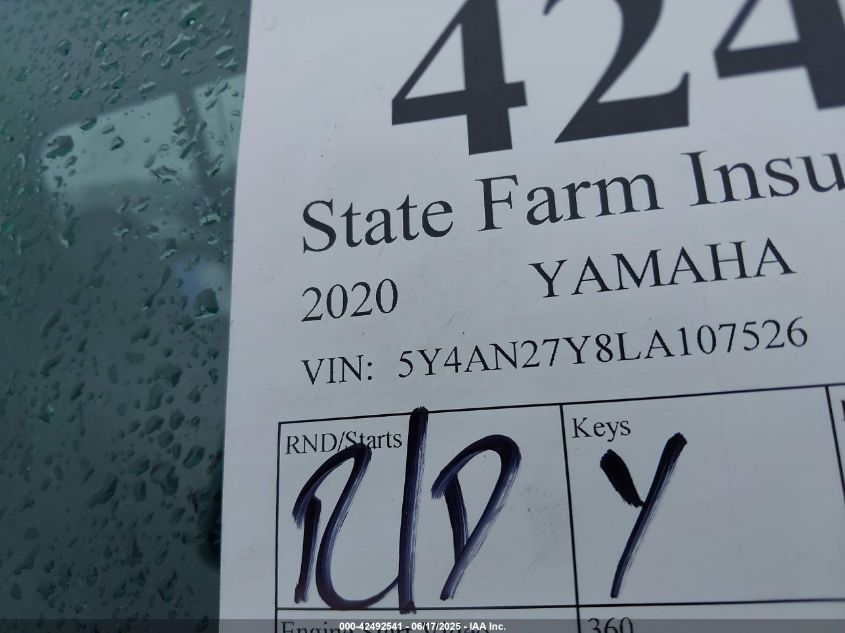 424
State Farm Insu
2020 YAMAHA
VIN: 5Y4AN27Y8LA107526
RND/Starts Keys
R/D Y
360
000-42492541 - 06/17/2025 - IAA Inc.